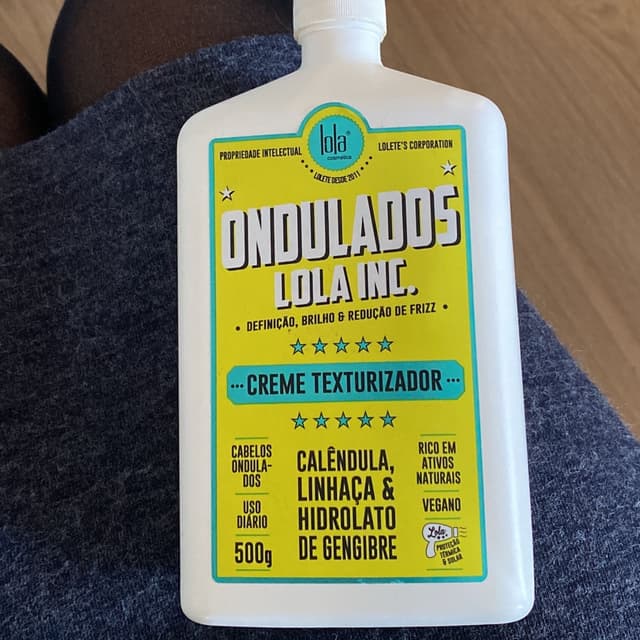 lola
cosmetics
PROPRIEDADE INTELECTUAL
LOLETE'S CORPORATION
LOLETE DESDE 2011
ONDULADOS
LOLA INC.
• DEFINIÇÃO, BRILHO & REDUÇÃO DE FRIZZ •
••• CREME TEXTURIZADOR •••
CABELOS
ONDULA-
DOS
USO
DIÁRIO
500g
CALÊNDULA,
LINHAÇA &
HIDROLATO
DE GENGIBRE
RICO EM
ATIVOS
NATURAIS
VEGANO
Lola
PROTEÇÃO
TÉRMICA
& SOLAR